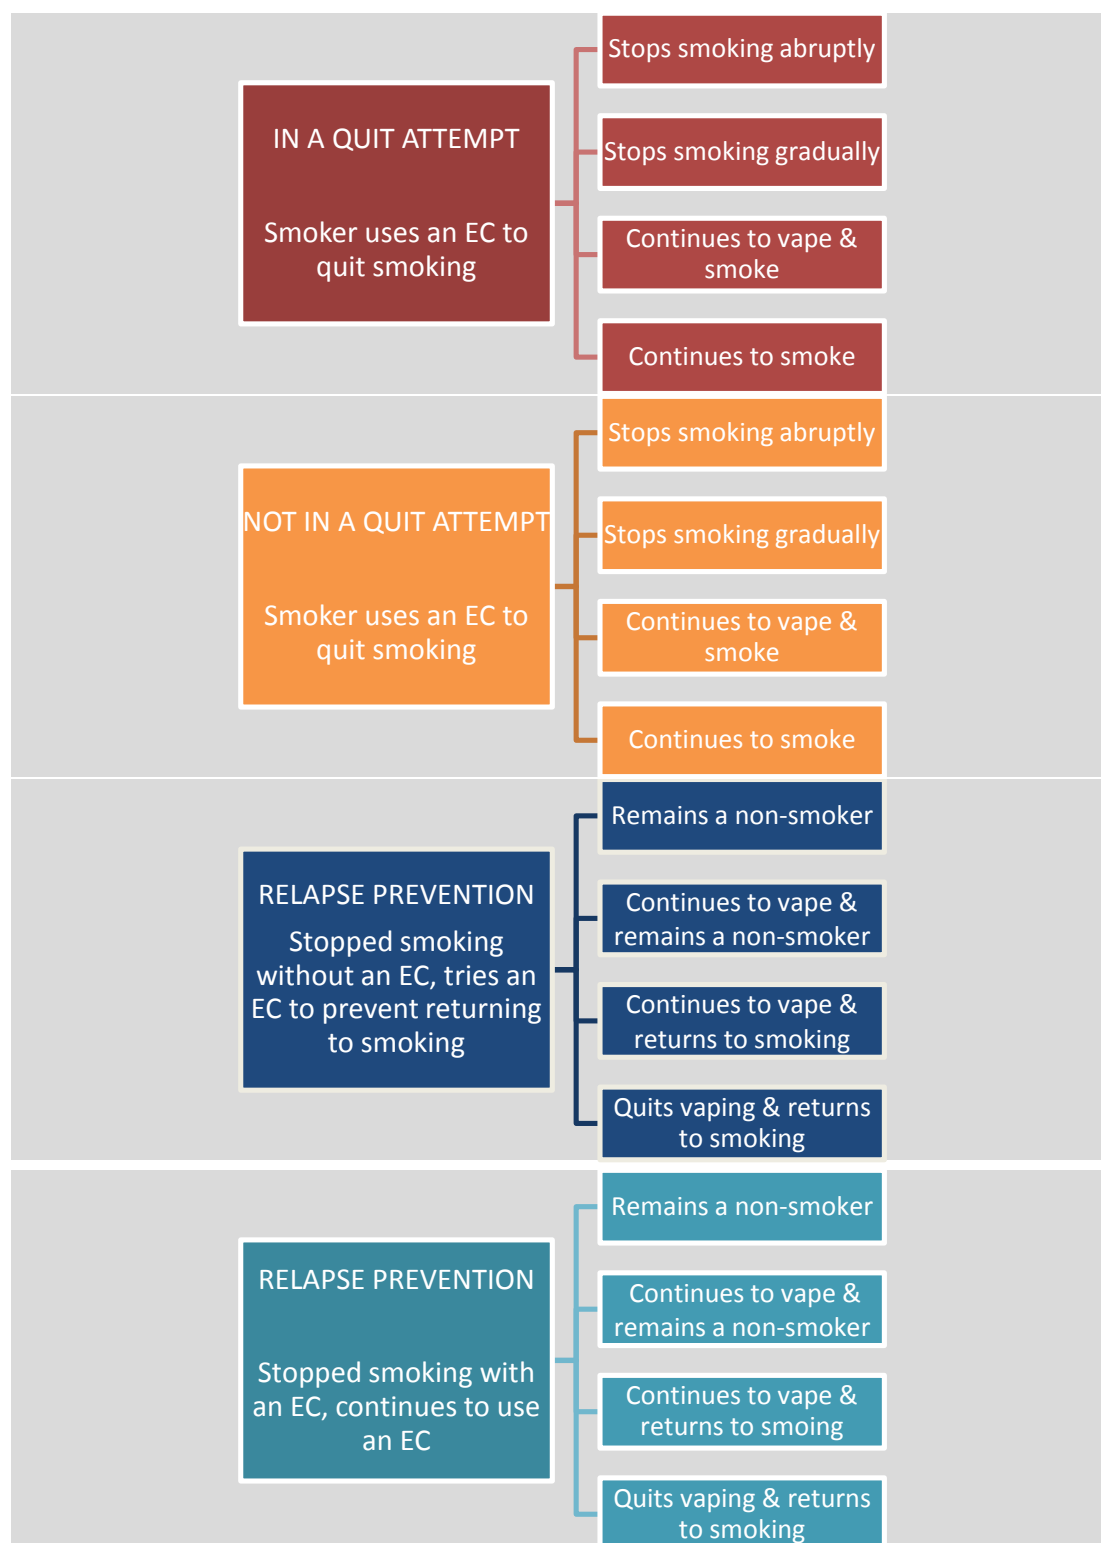 IN A QUIT ATTEMPT
Smoker uses an EC to
quit smoking
Stops smoking abruptly
Stops smoking gradually
Continues to vape &
smoke
Continues to smoke
NOT IN A QUIT ATTEMPT
Smoker uses an EC to
quit smoking
Stops smoking abruptly
Stops smoking gradually
Continues to vape &
smoke
Continues to smoke
RELAPSE PREVENTION
Stopped smoking
without an EC, tries an
EC to prevent returning
to smoking
Remains a non-smoker
Continues to vape &
remains a non-smoker
Continues to vape &
returns to smoking
Quits vaping & returns
to smoking
RELAPSE PREVENTION
Stopped smoking with
an EC, continues to use
an EC
Remains a non-smoker
Continues to vape &
remains a non-smoker
Continues to vape &
returns to smoing
Quits vaping & returns
to smoking